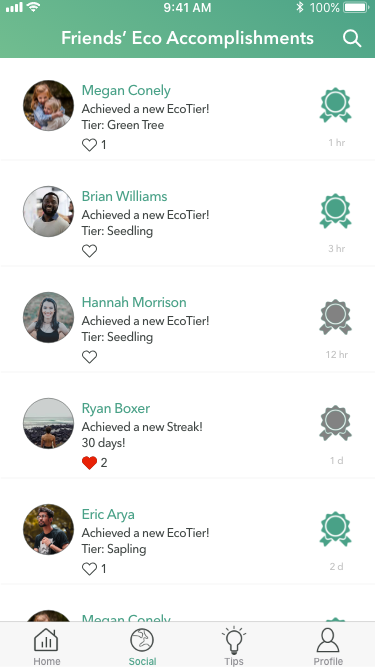 9:41 AM
100%
Friends’ Eco Accomplishments
Megan Conely
Achieved a new EcoTier!
Tier: Green Tree
1
1 hr
Brian Williams
Achieved a new EcoTier!
Tier: Seedling
3 hr
Hannah Morrison
Achieved a new EcoTier!
Tier: Seedling
12 hr
Ryan Boxer
Achieved a new Streak!
30 days!
2
1 d
Eric Arya
Achieved a new EcoTier!
Tier: Sapling
1
2 d
Megan Conely
Home
Social
Tips
Profile